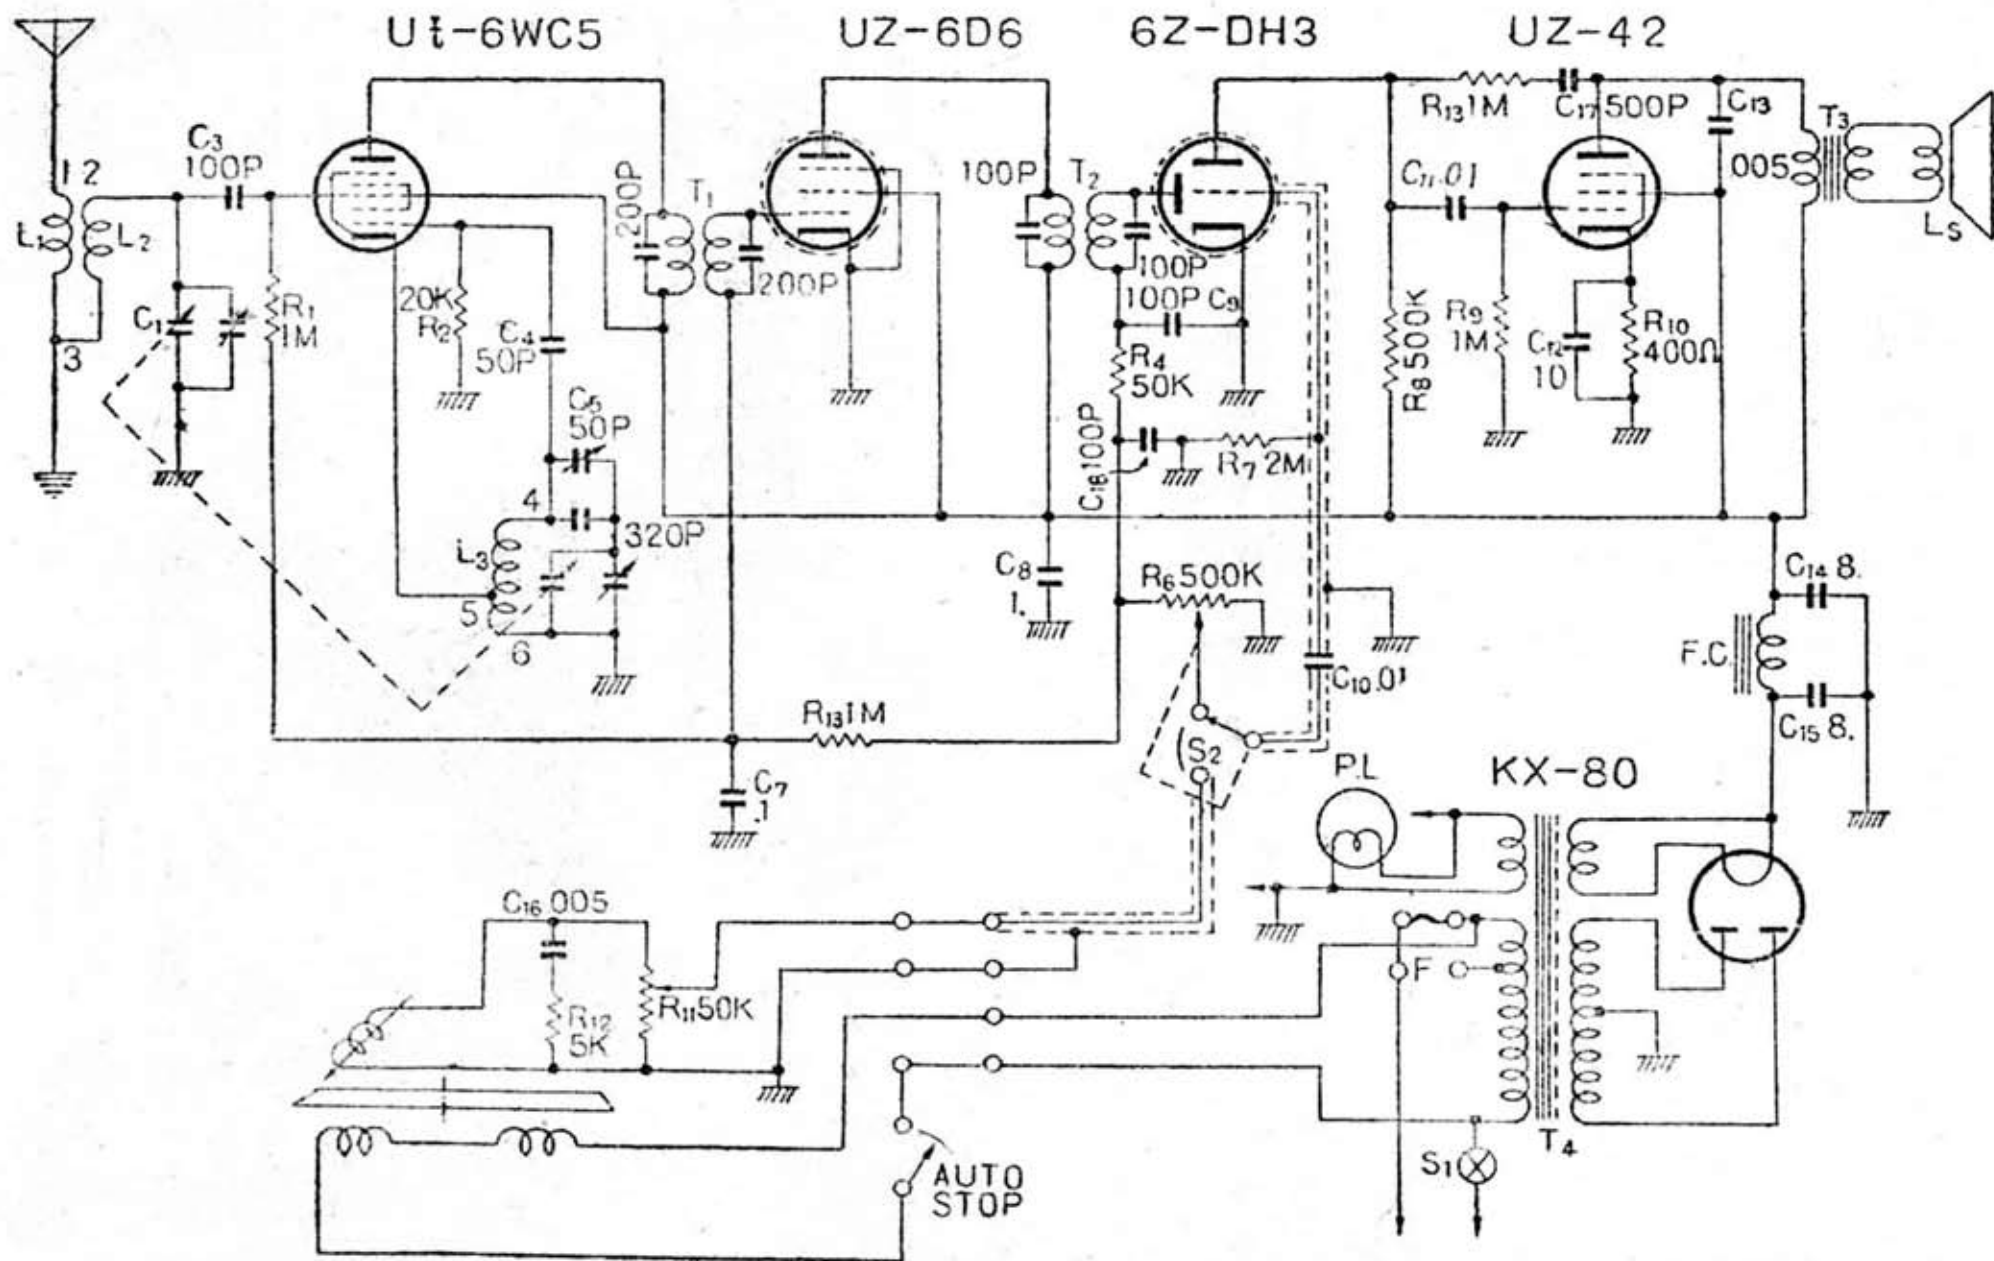 Ut-6WC5
UZ-6D6
6Z-DH3
UZ-42
1 2
L1
L2
3
C3
100P
C1
R1
1M
20K
R2
C4
50P
C5
50P
4
320P
L3
5
6
200P
T1
200P
100P
T2
100P
100P C9
R4
50K
C18 100P
R7 2M
R13 1M
C17 500P
C13
.005
T3
LS
C11 .01
R8 500K
R9
1M
C12
10
R10
400Ω
C8
1.
R6 500K
C10 .01
S2
R13 1M
C7
.1
C14 8.
F.C.
C15 8.
P.L
KX-80
F
T4
S1
C16 .005
R12
5K
R11 50K
AUTO
STOP